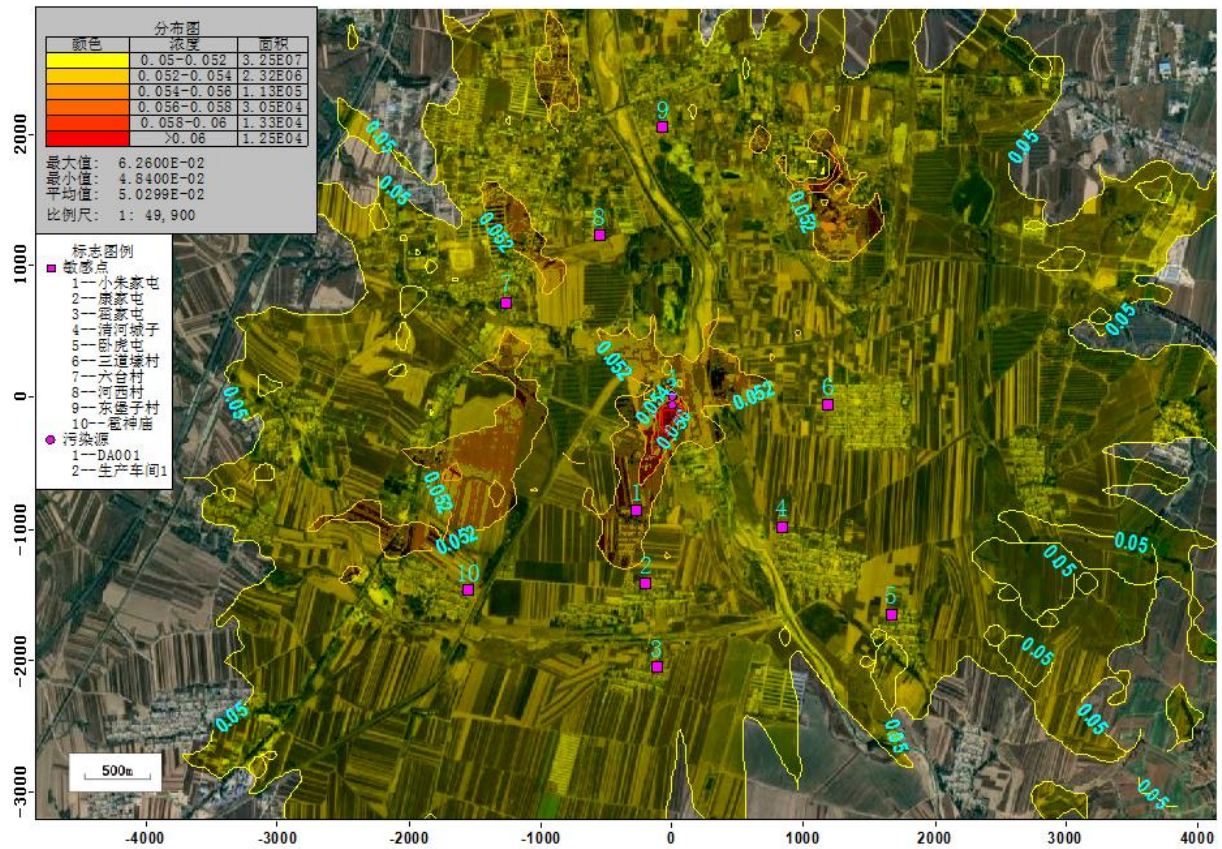 分布图
颜色 浓度 面积
0.05-0.052 3.25E07
0.052-0.054 2.32E06
0.054-0.056 1.13E05
0.056-0.058 3.05E04
0.058-0.06 1.33E04
>0.06 1.25E04
最大值: 6.2600E-02
最小值: 4.8400E-02
平均值: 5.0299E-02
比例尺: 1: 49,900
标志图例
敏感点
1--小朱家屯
2--康家屯
3--霍家屯
4--清河城子
5--卧虎屯
6--三道壕村
7--六台村
8--河西村
9--东堡子村
10--雹神庙
污染源
1--DA001
2--生产车间1
2000
1000
0
-1000
-2000
-3000
9
0.05
0.05
0.05
8
0.052
0.052
7
0.05
0.052
0.054
0.052
6
0.05
0.052
1
4
0.052
0.05
2
10
0.05
5
3
0.05
0.05
0.05
0.05
0.05
500m
-4000 -3000 -2000 -1000 0 1000 2000 3000 4000